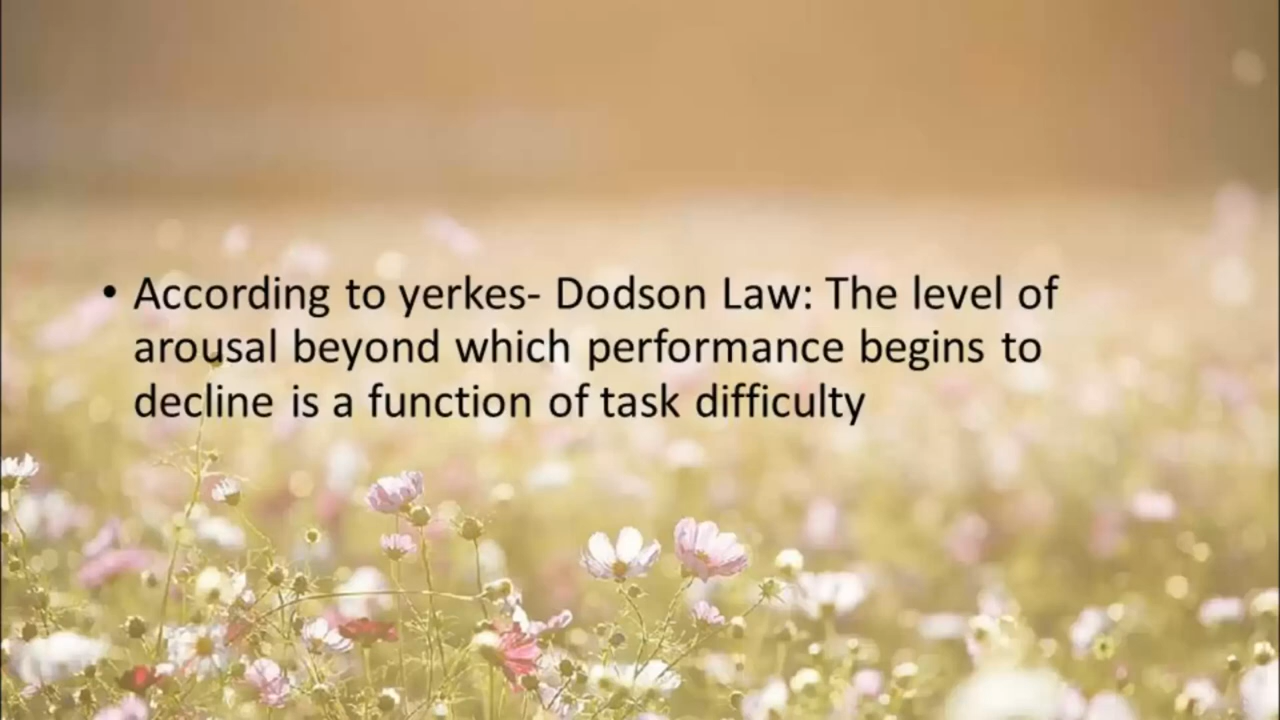 • According to yerkes- Dodson Law: The level of
arousal beyond which performance begins to
decline is a function of task difficulty